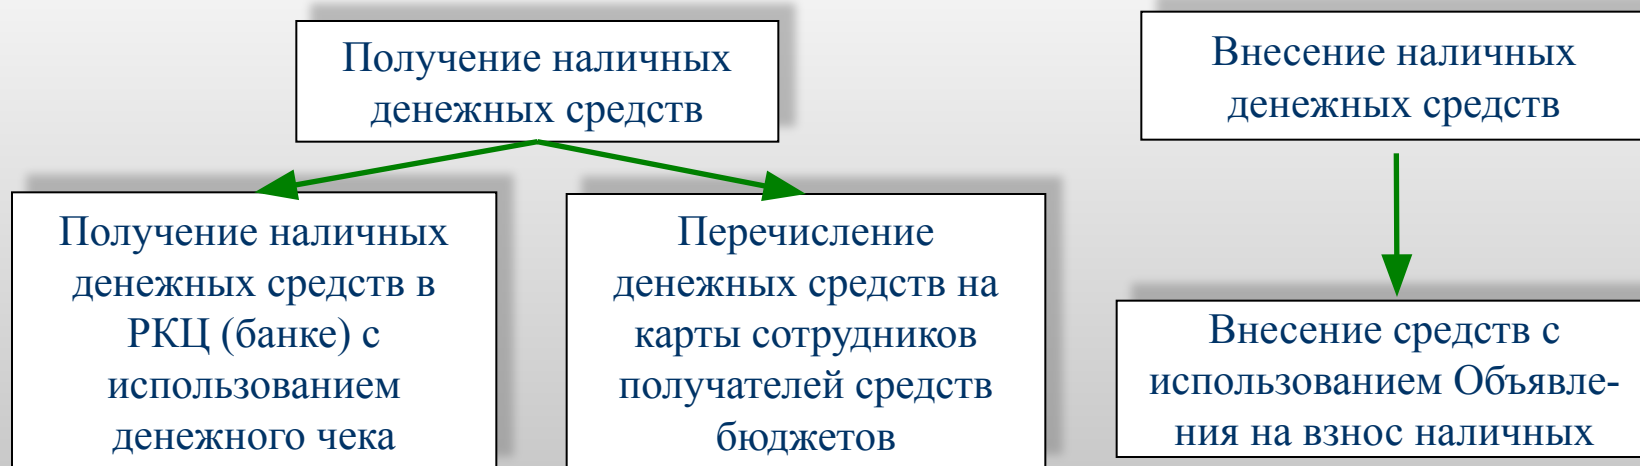 Получение наличных
денежных средств
Внесение наличных
денежных средств
Получение наличных
денежных средств в
РКЦ (банке) с
использованием
денежного чека
Перечисление
денежных средств на
карты сотрудников
получателей средств
бюджетов
Внесение средств с
использованием Объявле-
ния на взнос наличных